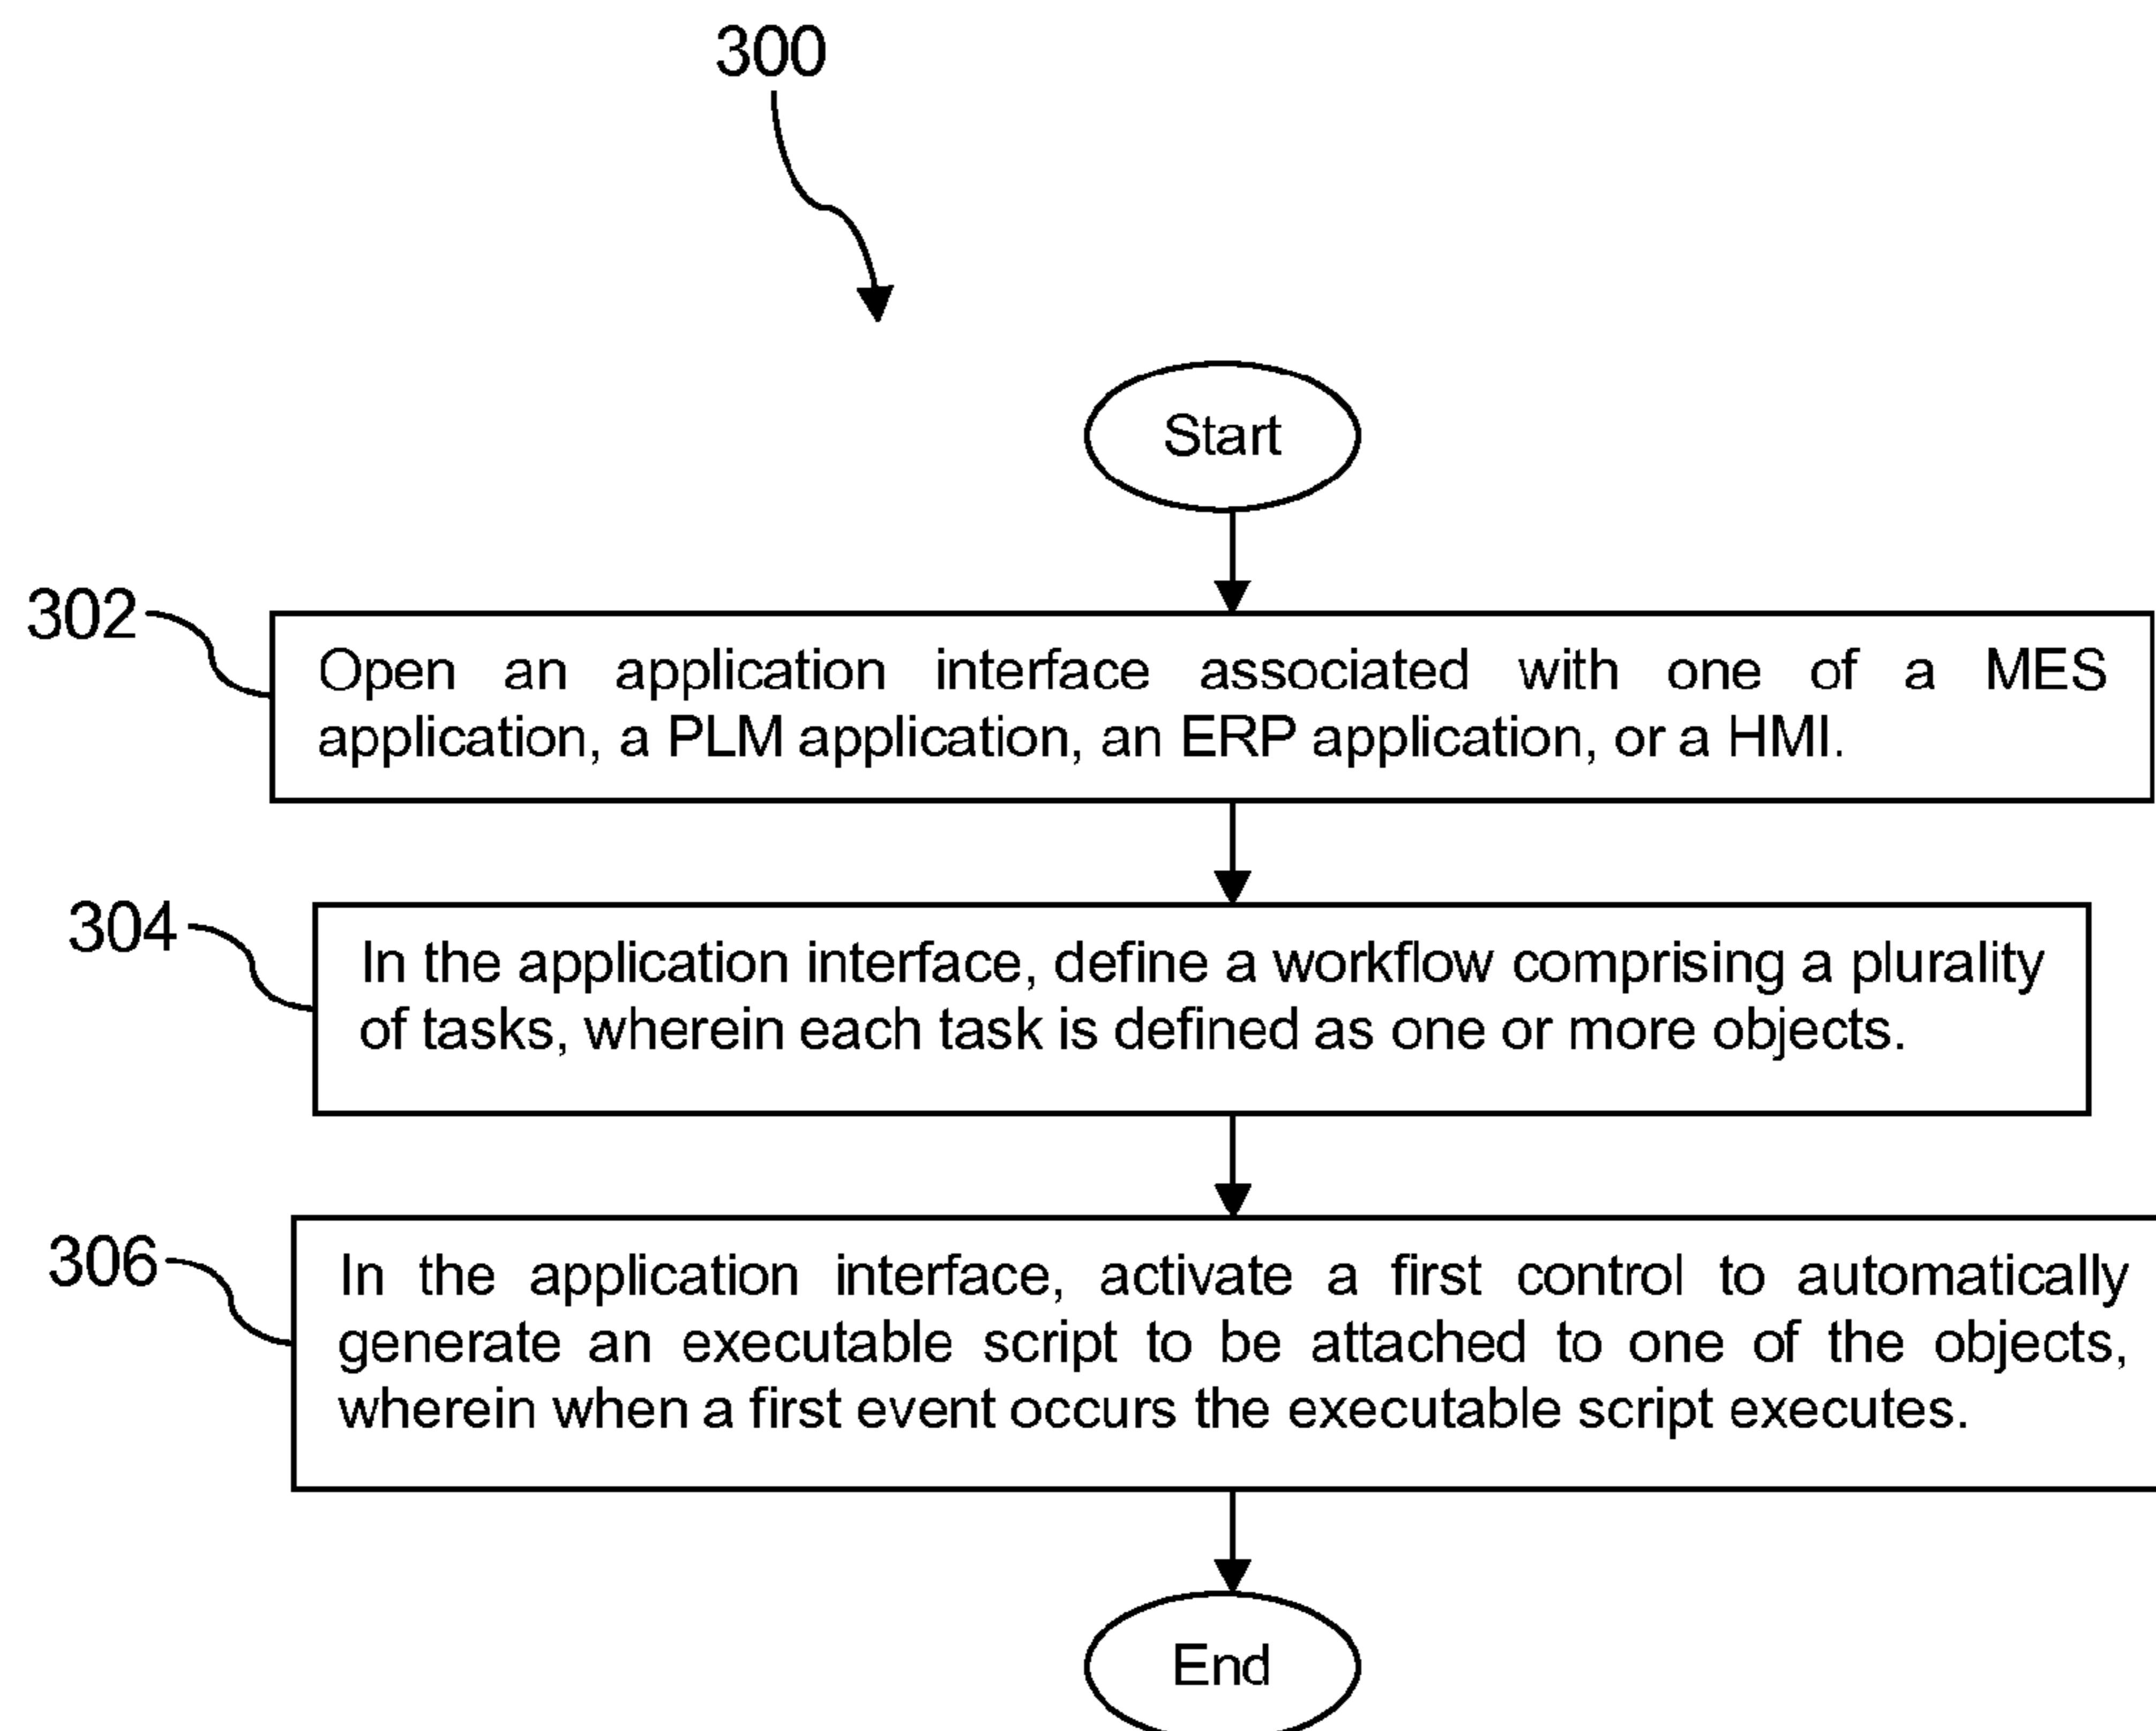 300
Start
302
Open an application interface associated with one of a MES
application, a PLM application, an ERP application, or a HMI.
304
In the application interface, define a workflow comprising a plurality
of tasks, wherein each task is defined as one or more objects.
306
In the application interface, activate a first control to automatically
generate an executable script to be attached to one of the objects,
wherein when a first event occurs the executable script executes.
End